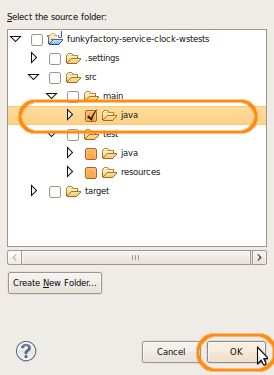 Select the source folder:
funkyfactory-service-clock-wstests
.settings
src
main
java
test
java
resources
target
Create New Folder...
?
Cancel
OK